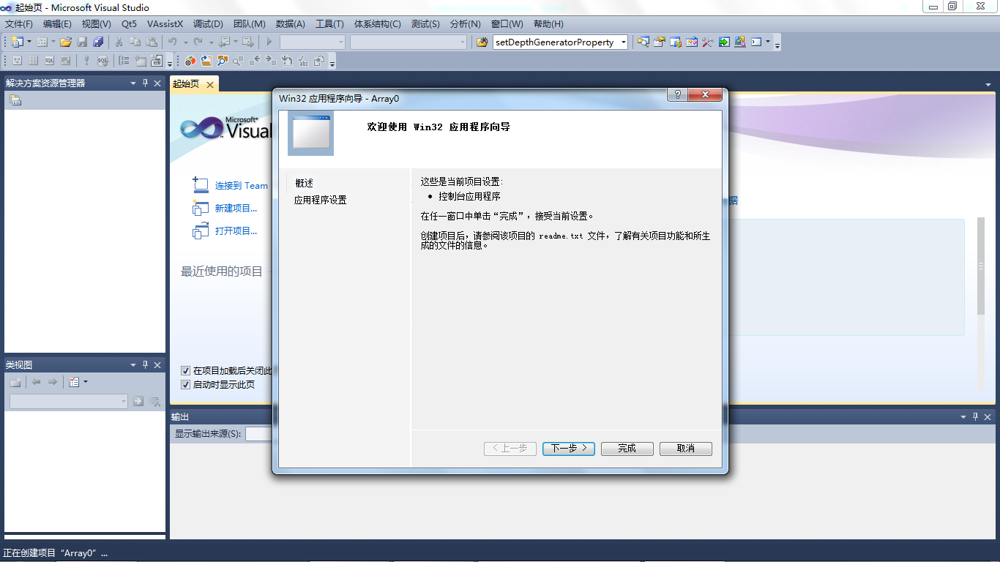 起始页 - Microsoft Visual Studio
文件(F) 编辑(E) 视图(V) Qt5 VAssistX 调试(D) 团队(M) 数据(A) 工具(T) 体系结构(C) 测试(S) 分析(N) 窗口(W) 帮助(H)
setDepthGeneratorProperty
解决方案资源管理器
起始页
Microsoft®
Visual
连接到 Team
新建项目...
打开项目...
最近使用的项目
在项目加载后关闭此
启动时显示此页
据
Win32 应用程序向导 - Array0
欢迎使用 Win32 应用程序向导
概述
应用程序设置
这些是当前项目设置:
• 控制台应用程序
在任一窗口中单击“完成”，接受当前设置。
创建项目后，请参阅该项目的 readme.txt 文件，了解有关项目功能和所生
成的文件的信息。
< 上一步 下一步 > 完成 取消
类视图
输出
显示输出来源(S):
正在创建项目“Array0” ...